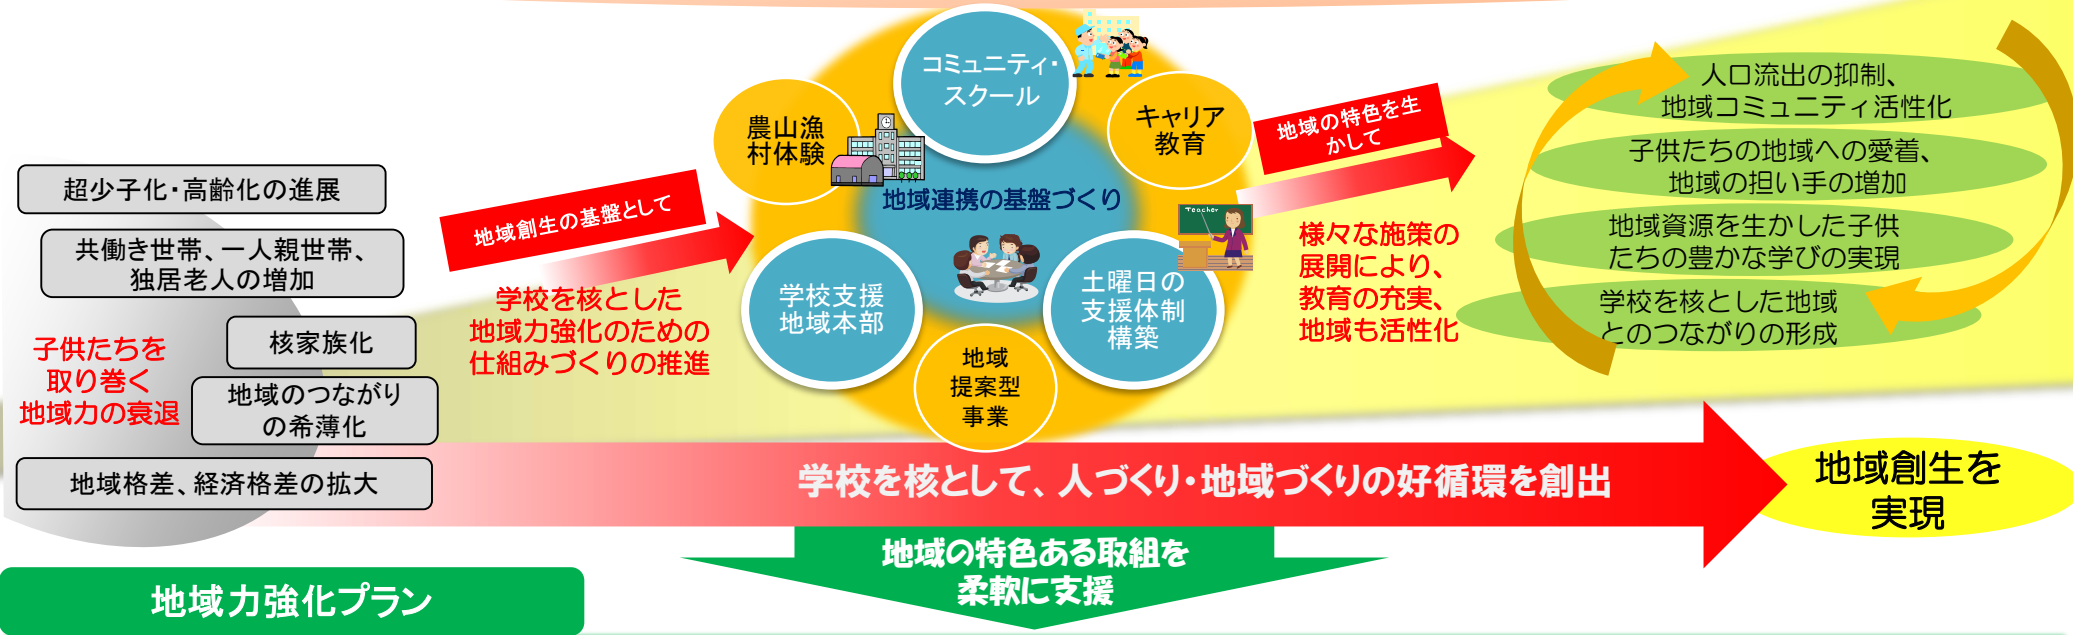 超少子化・高齢化の進展
共働き世帯、一人親世帯、
独居老人の増加
核家族化
子供たちを
取り巻く
地域力の衰退
地域のつながり
の希薄化
地域格差、経済格差の拡大
地域創生の基盤として
学校を核とした
地域力強化のための
仕組みづくりの推進
コミュニティ・
スクール
農山漁
村体験
キャリア
教育
地域連携の基盤づくり
Teacher
学校支援
地域本部
土曜日の
支援体制
構築
地域
提案型
事業
地域の特色を生
かして
様々な施策の
展開により、
教育の充実、
地域も活性化
人口流出の抑制、
地域コミュニティ活性化
子供たちの地域への愛着、
地域の担い手の増加
地域資源を生かした子供
たちの豊かな学びの実現
学校を核とした地域
とのつながりの形成
学校を核として、人づくり・地域づくりの好循環を創出
地域創生を
実現
地域の特色ある取組を
柔軟に支援
地域力強化プラン